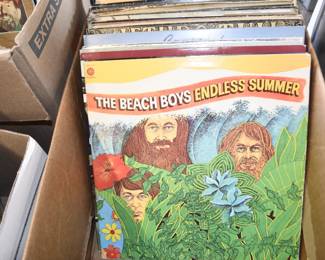 EXTRA S
THE BEACH BOYS ENDLESS SUMMER